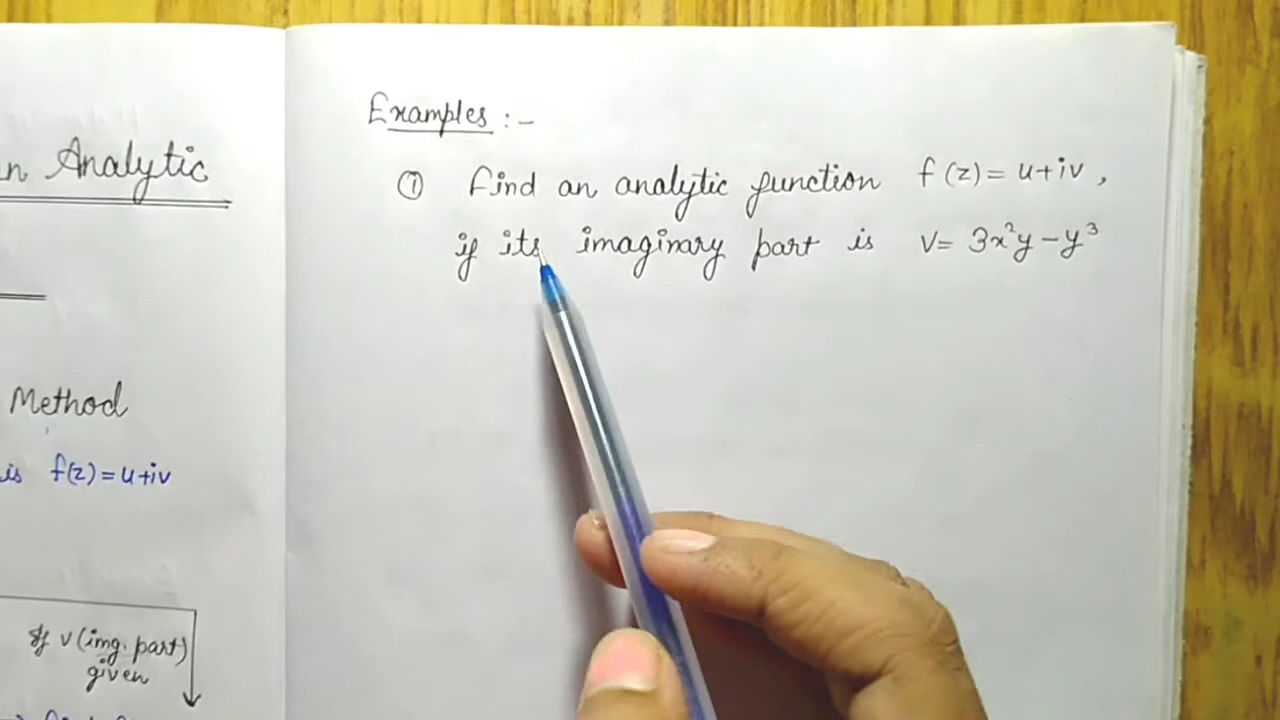 n Analytic
Method
is f(z) = u+iv
If v (img. part)
given
Examples :-
① Find an analytic function f(z) = u+iv,
if its imaginary part is v= 3x²y - y³